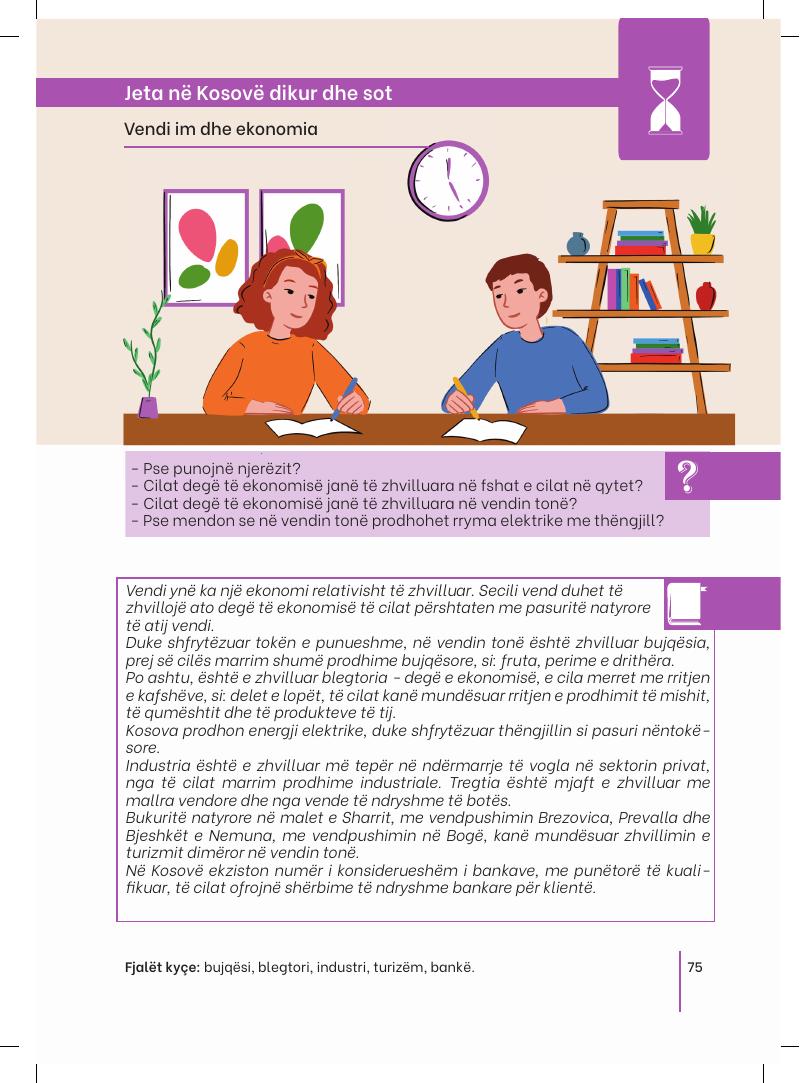 Jeta në Kosovë dikur dhe sot
Vendi im dhe ekonomia
- Pse punojnë njerëzit?
- Cilat degë të ekonomisë janë të zhvilluara në fshat e cilat në qytet?
- Cilat degë të ekonomisë janë të zhvilluara në vendin tonë?
- Pse mendon se në vendin tonë prodhohet rryma elektrike me thëngjill?
?
Vendi ynë ka një ekonomi relativisht të zhvilluar. Secili vend duhet të
zhvillojë ato degë të ekonomisë të cilat përshtaten me pasuritë natyrore
të atij vendi.
Duke shfrytëzuar tokën e punueshme, në vendin tonë është zhvilluar bujqësia,
prej së cilës marrim shumë prodhime bujqësore, si: fruta, perime e drithëra.
Po ashtu, është e zhvilluar blegtoria - degë e ekonomisë, e cila merret me rritjen
e kafshëve, si: delet e lopët, të cilat kanë mundësuar rritjen e prodhimit të mishit,
të qumështit dhe të produkteve të tij.
Kosova prodhon energji elektrike, duke shfrytëzuar thëngjillin si pasuri nëntokë-
sore.
Industria është e zhvilluar më tepër në ndërmarrje të vogla në sektorin privat,
nga të cilat marrim prodhime industriale. Tregtia është mjaft e zhvilluar me
mallra vendore dhe nga vende të ndryshme të botës.
Bukuritë natyrore në malet e Sharrit, me vendpushimin Brezovica, Prevalla dhe
Bjeshkët e Nemuna, me vendpushimin në Bogë, kanë mundësuar zhvillimin e
turizmit dimëror në vendin tonë.
Në Kosovë ekziston numër i konsiderueshëm i bankave, me punëtorë të kuali-
fikuar, të cilat ofrojnë shërbime të ndryshme bankare për klientë.
Fjalët kyçe: bujqësi, blegtori, industri, turizëm, bankë.
75